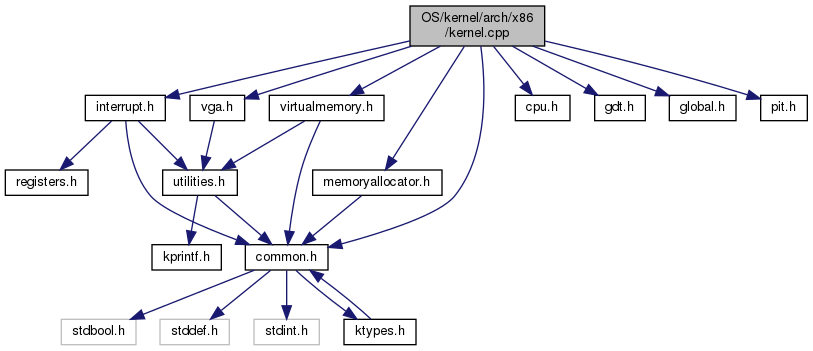 OS/kernel/arch/x86
/kernel.cpp
interrupt.h
vga.h
virtualmemory.h
cpu.h
gdt.h
global.h
pit.h
registers.h
utilities.h
memoryallocator.h
kprintf.h
common.h
stdbool.h
stddef.h
stdint.h
ktypes.h